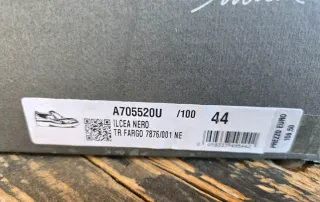 A705520U /100 44
ILCEA NERO
TR FARGO 7876/001 NE
PREZZO EURO